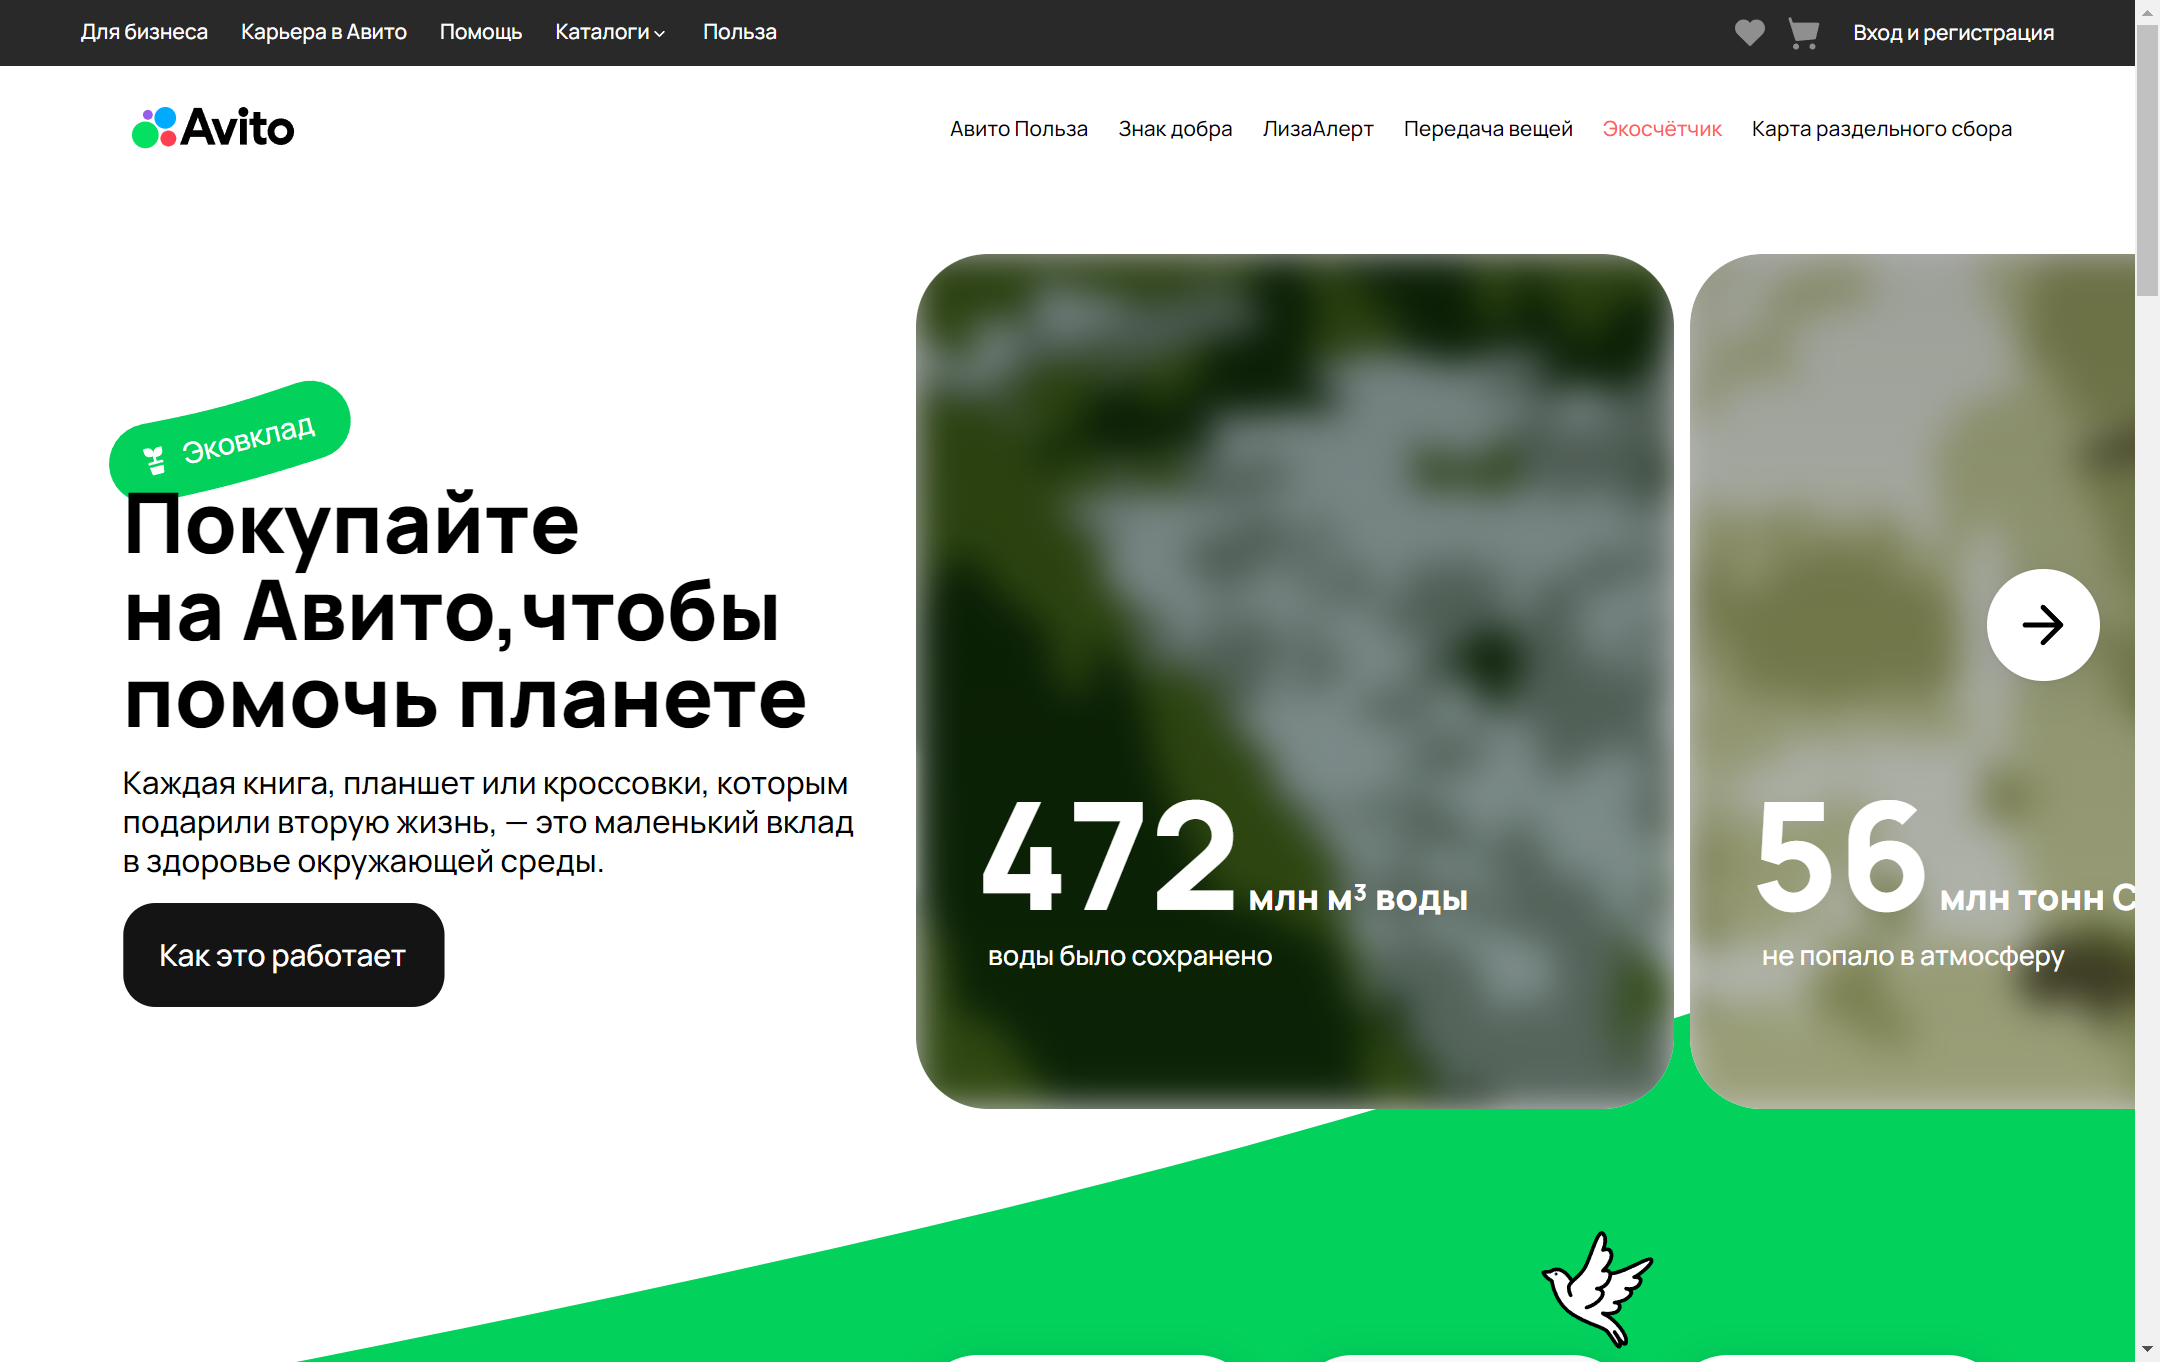 Для бизнеса Карьера в Авито Помощь Каталоги Польза Вход и регистрация
Avito Авито Польза Знак добра ЛизаАлерт Передача вещей Экосчётчик Карта раздельного сбора
Эковклад
Покупайте
на Авито,чтобы
помочь планете
Каждая книга, планшет или кроссовки, которым
подарили вторую жизнь, — это маленький вклад
в здоровье окружающей среды.
Как это работает
472 млн м³ воды
воды было сохранено
56 млн тонн C
не попало в атмосферу